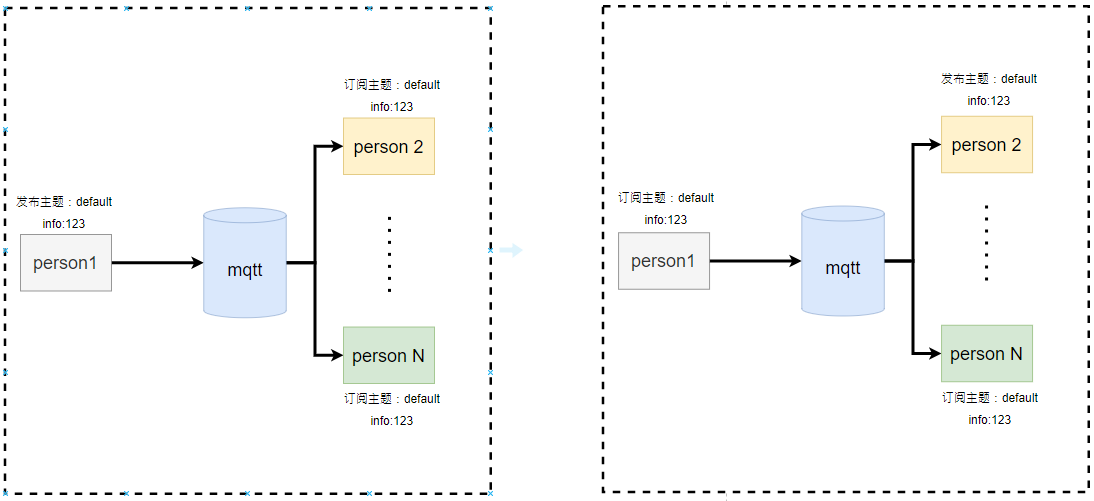 订阅主题：default
info:123
person 2
发布主题：default
info:123
person1
mqtt
person N
订阅主题：default
info:123
发布主题：default
info:123
person 2
订阅主题：default
info:123
person1
mqtt
person N
订阅主题：default
info:123